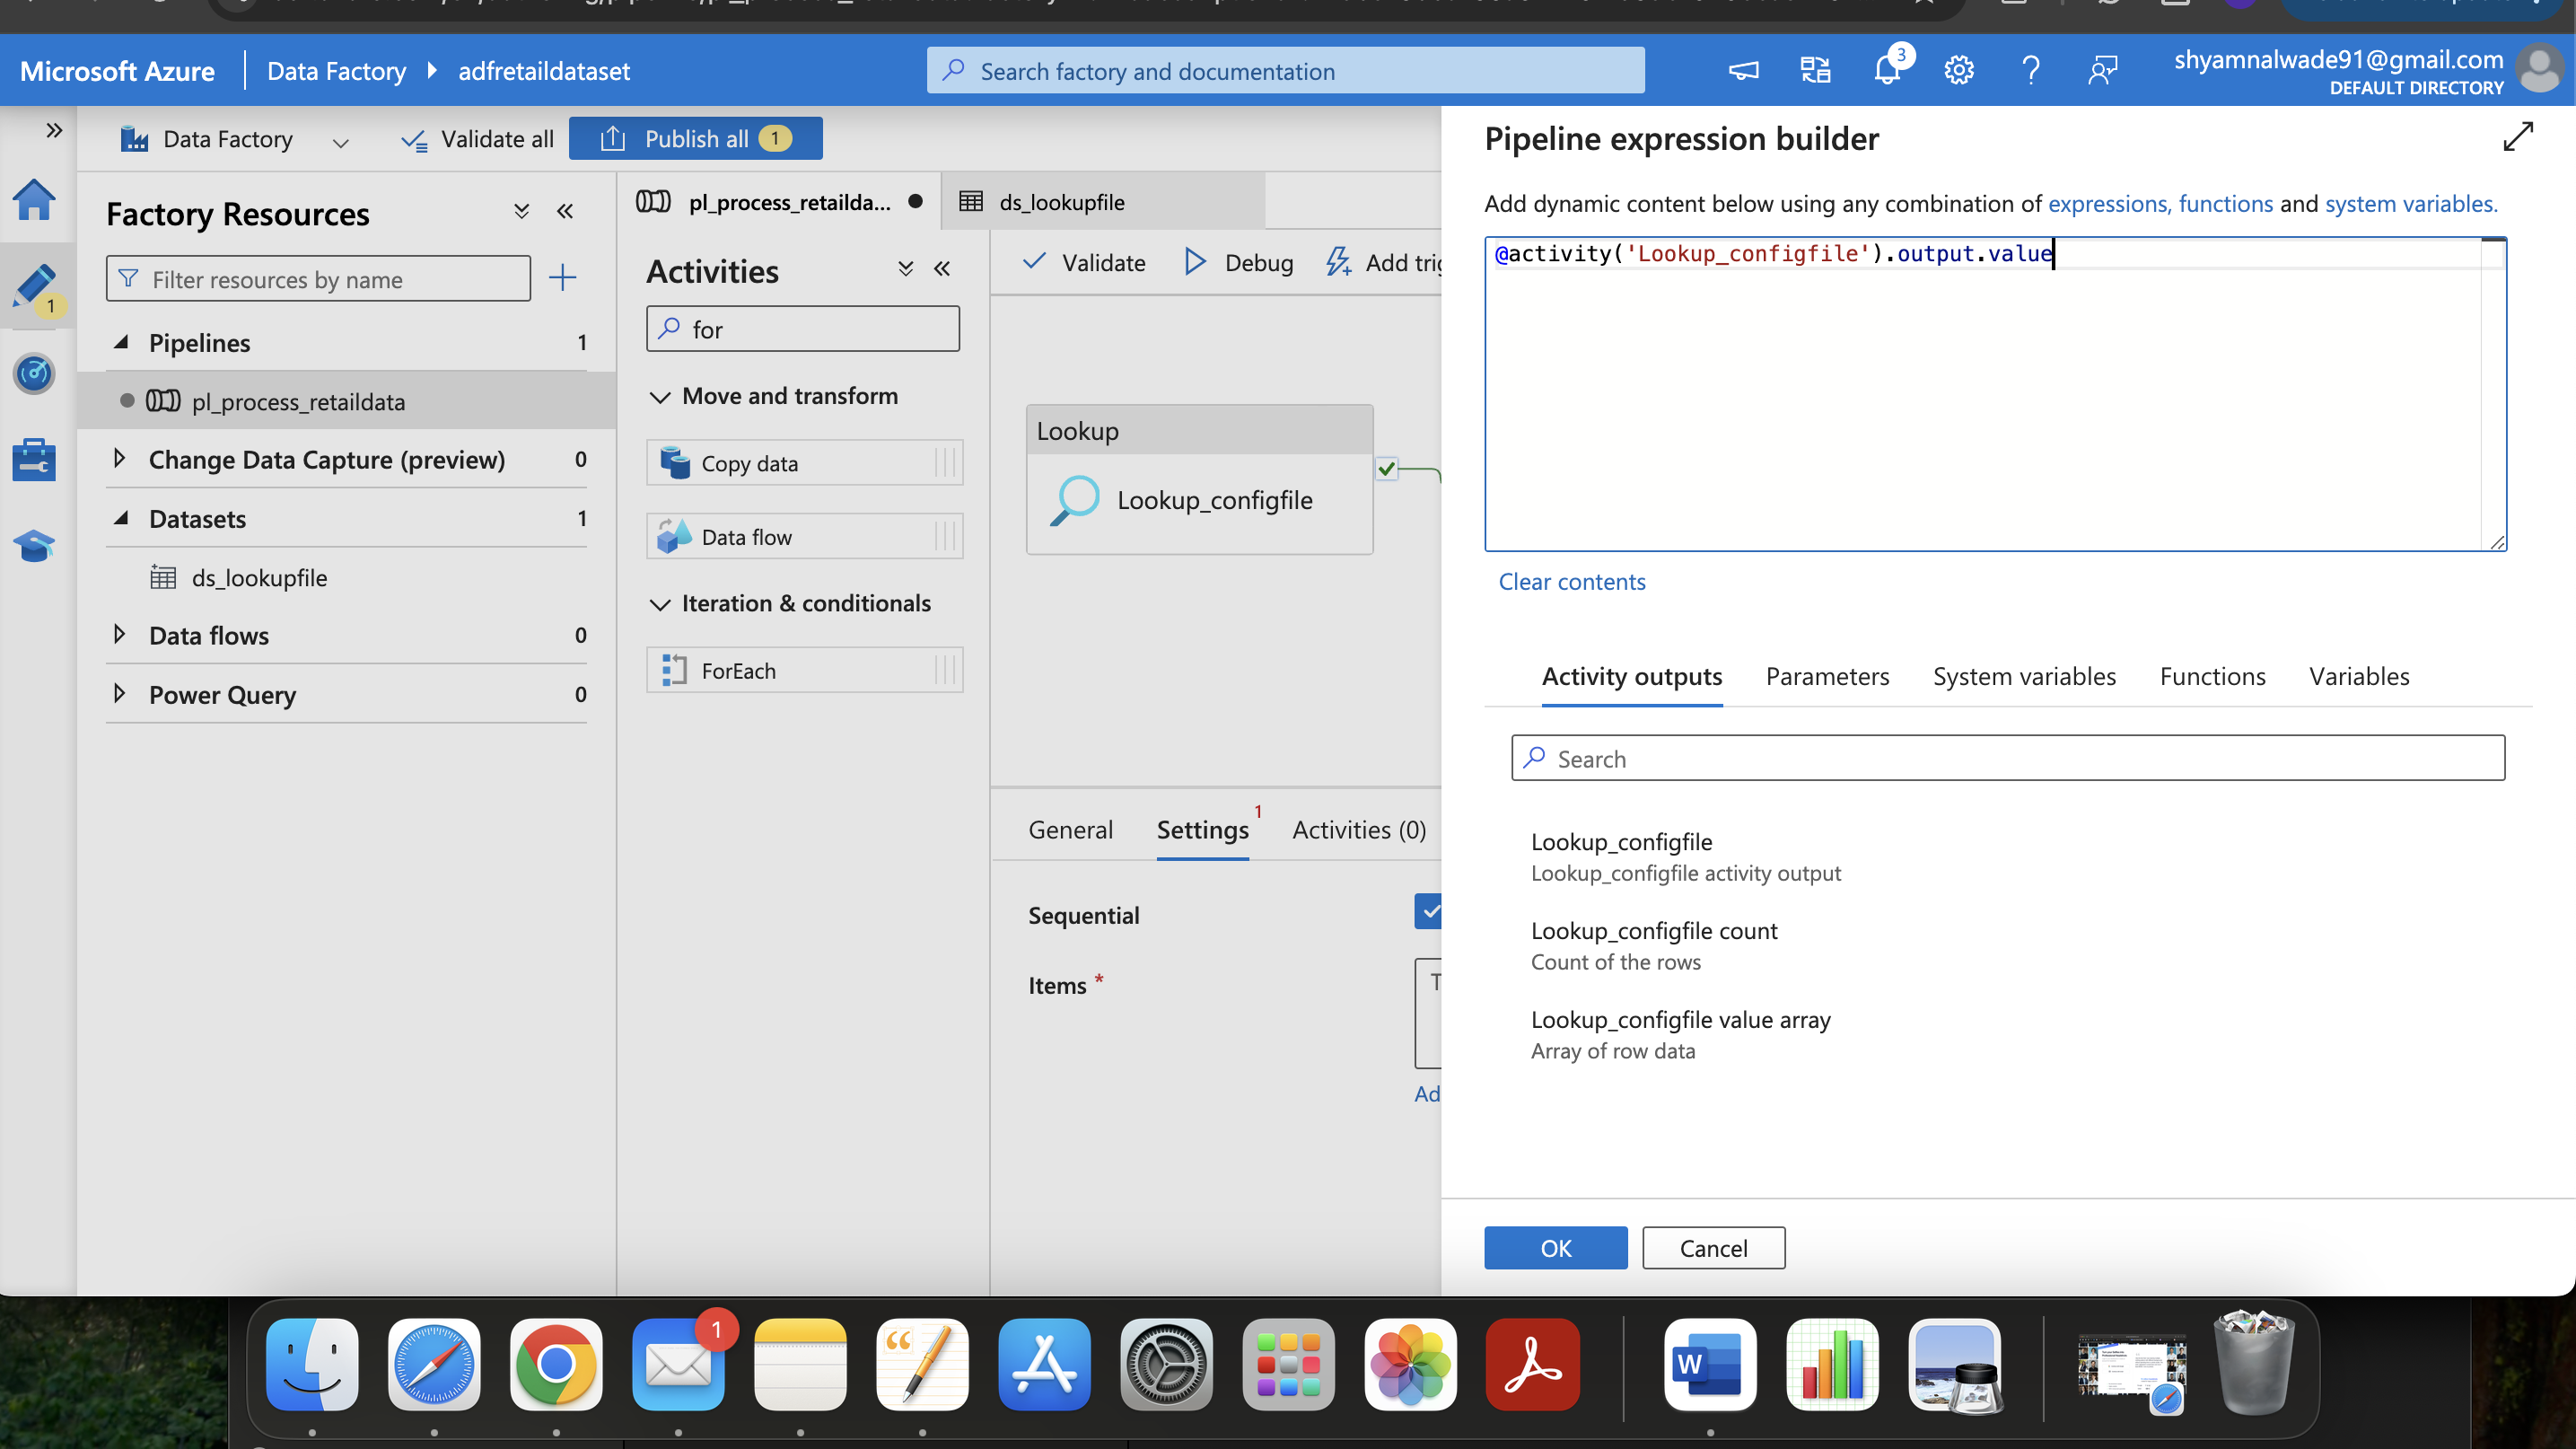 Microsoft Azure
Data Factory
adfretaildataset
Search factory and documentation
3
shyamnalwade91@gmail.com
DEFAULT DIRECTORY
Data Factory
Validate all
Publish all
1
1
Factory Resources
Filter resources by name
Pipelines
1
pl_process_retaildata
Change Data Capture (preview)
0
Datasets
1
ds_lookupfile
Data flows
0
Power Query
0
pl_process_retailda...
ds_lookupfile
Activities
for
Move and transform
Copy data
Data flow
Iteration & conditionals
ForEach
Validate
Debug
Add trig
Lookup
Lookup_configfile
General
Settings
1
Activities (0)
Sequential
Items *
T
Ad
Pipeline expression builder
Add dynamic content below using any combination of expressions, functions and system variables.
@activity('Lookup_configfile').output.value
Clear contents
Activity outputs
Parameters
System variables
Functions
Variables
Search
Lookup_configfile
Lookup_configfile activity output
Lookup_configfile count
Count of the rows
Lookup_configfile value array
Array of row data
OK
Cancel
1
W